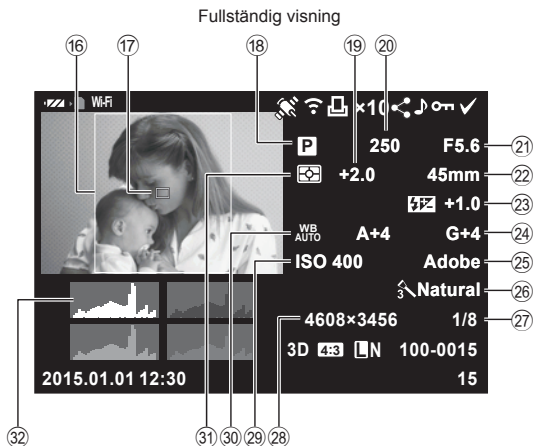 Fullständig visning
⑯ ⑰ ⑱ ⑲ ⑳
Wi-Fi ×10
P 250 F5.6 ㉑
+2.0 45mm ㉒
+1.0 ㉓
WB AUTO A+4 G+4 ㉔
ISO 400 Adobe ㉕
3 Natural ㉖
4608×3456 1/8 ㉗
3D 4:3 LN 100-0015
2015.01.01 12:30 15
㉜ ㉛ ㉚ ㉙ ㉘